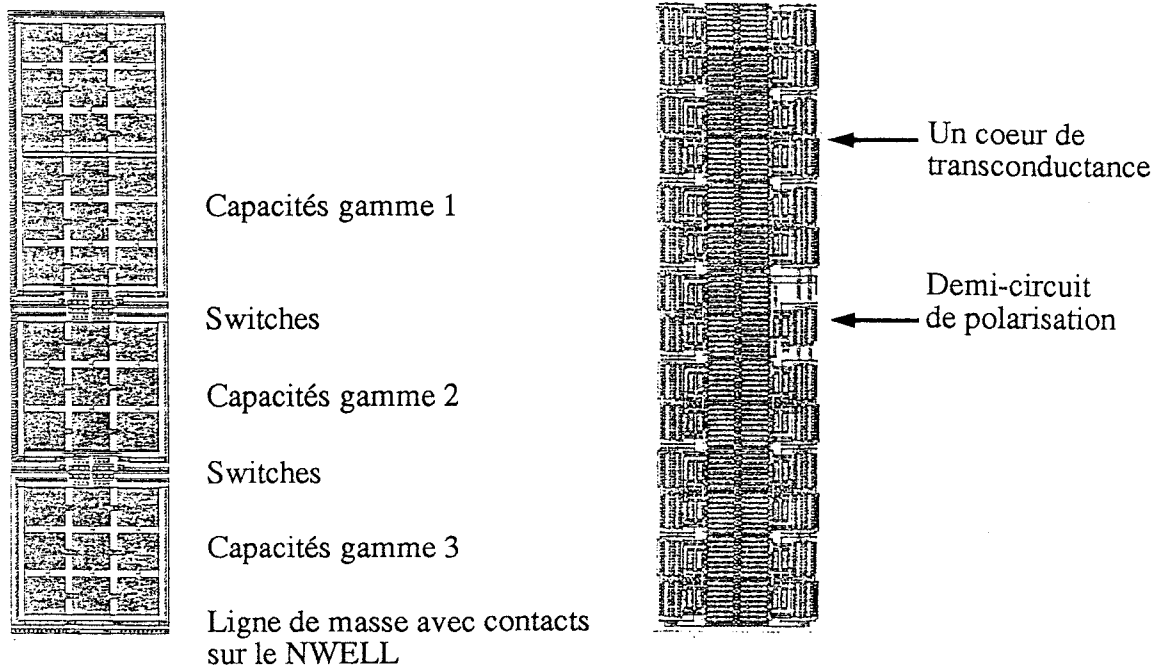 Capacités gamme 1
Switches
Capacités gamme 2
Switches
Capacités gamme 3
Ligne de masse avec contacts
sur le NWELL
Un coeur de
transconductance
Demi-circuit
de polarisation